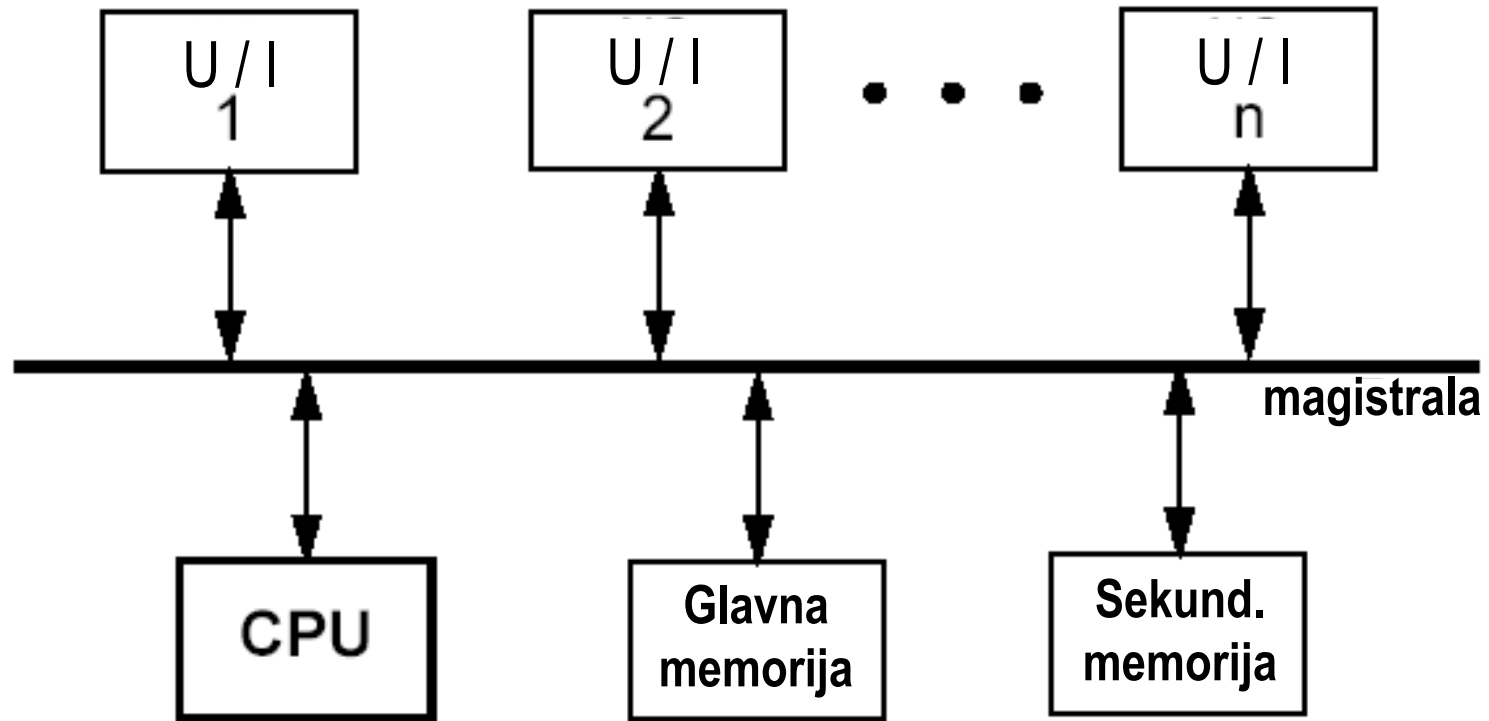 U / I
1
U / I
2
U / I
n
magistrala
CPU
Glavna
memorija
Sekund.
memorija